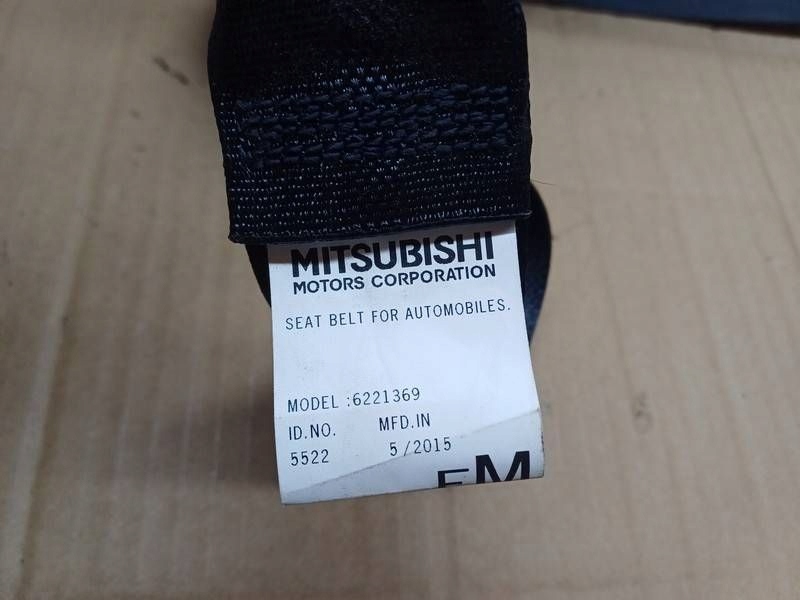 MITSUBISHI
MOTORS CORPORATION
SEAT BELT FOR AUTOMOBILES.
MODEL :6221369
ID.NO. MFD.IN
5522 5/2015